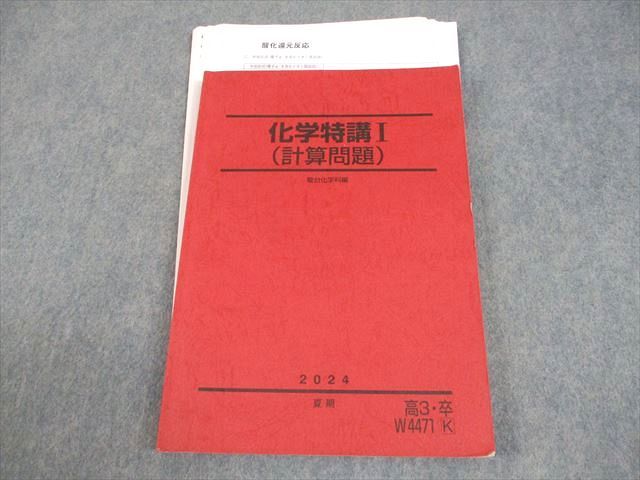 酸化還元反応
化学特講Ⅰ
(計算問題)
駿台化学科編
2024
夏期
高3・卒
W4471 K